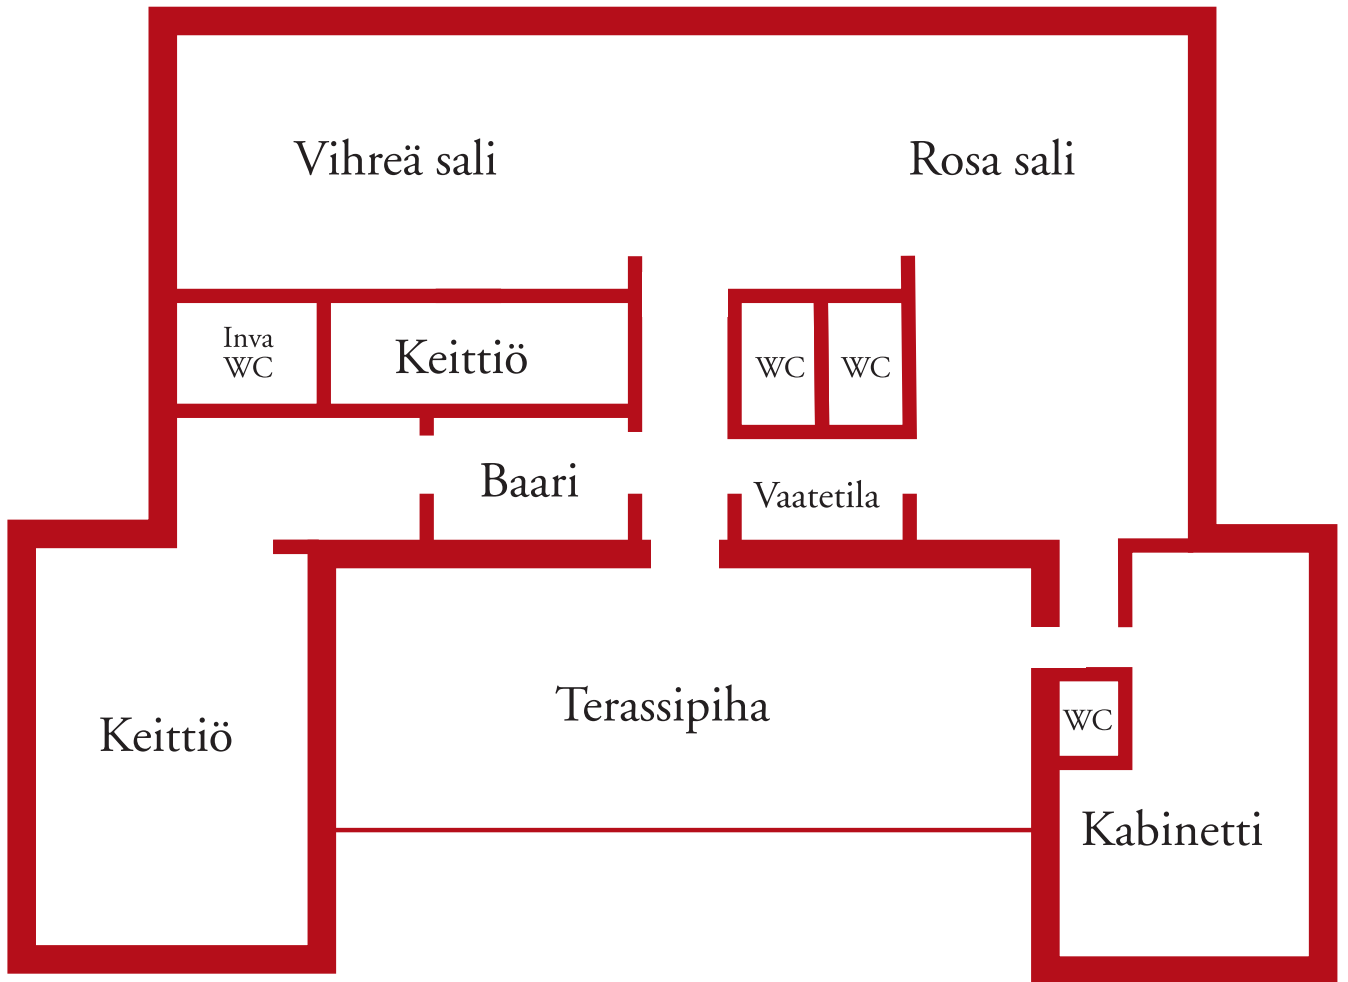 Vihreä sali
Rosa sali
Inva
WC
Keittiö
WC
WC
Baari
Vaatetila
Terassipiha
WC
Keittiö
Kabinetti